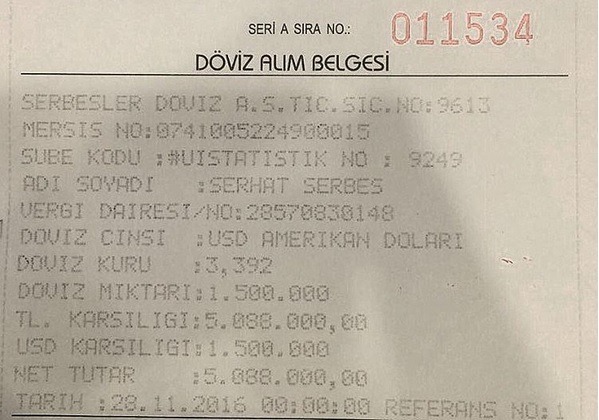 SERİ A SIRA NO.: 011534
DÖVİZ ALIM BELGESİ
SERBESLER DOVIZ A.S.TIC.SIC.NO:9613
MERSIS NO:0741005224900015
SUBE KODU :#UISTATISTIK NO : 9249
ADI SOYADI :SERHAT SERBES
VERGI DAIRESI/NO:28570830148
DOVIZ CINSI :USD AMERIKAN DOLARI
DOVIZ KURU :3,392
DOVIZ MIKTARI:1.500.000
TL. KARSILIGI:5.088.000,00
USD KARSILIGI:1.500.000
NET TUTAR :5.088.000,00
TARIH :28.11.2016 00:00:00 REFERANS NO:1